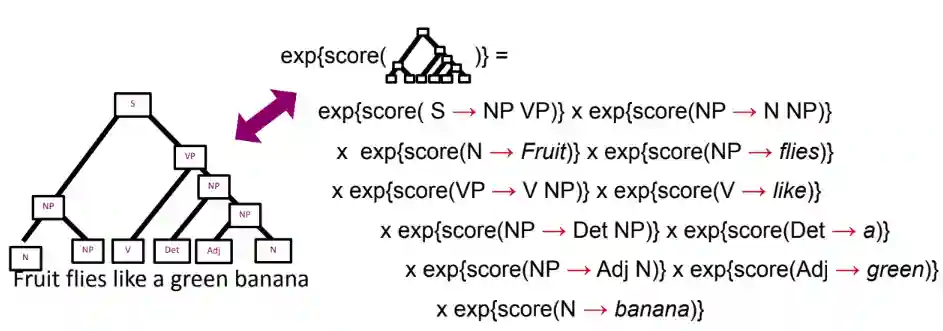 exp{score( )} =
exp{score( S → NP VP)} x exp{score(NP → N NP)}
x exp{score(N → Fruit)} x exp{score(NP → flies)}
x exp{score(VP → V NP)} x exp{score(V → like)}
x exp{score(NP → Det NP)} x exp{score(Det → a)}
x exp{score(NP → Adj N)} x exp{score(Adj → green)}
x exp{score(N → banana)}
S
VP
NP
NP NP
N NP V Det Adj N
Fruit flies like a green banana